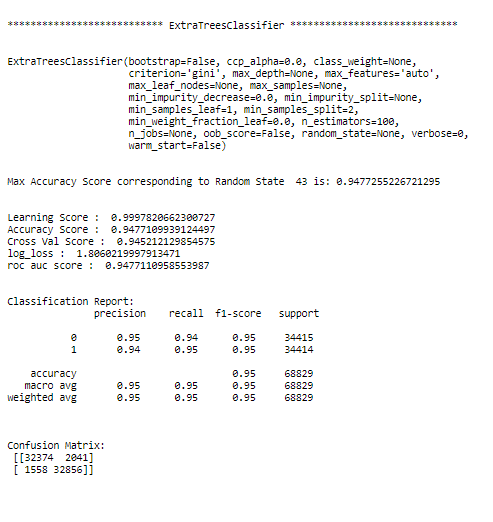 *************************** ExtraTreesClassifier *****************************
ExtraTreesClassifier(bootstrap=False, ccp_alpha=0.0, class_weight=None,
criterion='gini', max_depth=None, max_features='auto',
max_leaf_nodes=None, max_samples=None,
min_impurity_decrease=0.0, min_impurity_split=None,
min_samples_leaf=1, min_samples_split=2,
min_weight_fraction_leaf=0.0, n_estimators=100,
n_jobs=None, oob_score=False, random_state=None, verbose=0,
warm_start=False)
Max Accuracy Score corresponding to Random State  43 is: 0.9477255226721295
Learning Score :  0.9997820662300727
Accuracy Score :  0.9477109939124497
Cross Val Score :  0.945212129854575
log_loss :  1.8060219997913471
roc auc score :  0.9477110958553987
Classification Report:
precision    recall  f1-score   support
0       0.95      0.94      0.95     34415
1       0.94      0.95      0.95     34414
accuracy                           0.95     68829
macro avg       0.95      0.95      0.95     68829
weighted avg       0.95      0.95      0.95     68829
Confusion Matrix:
[[32374  2041]
[ 1558 32856]]